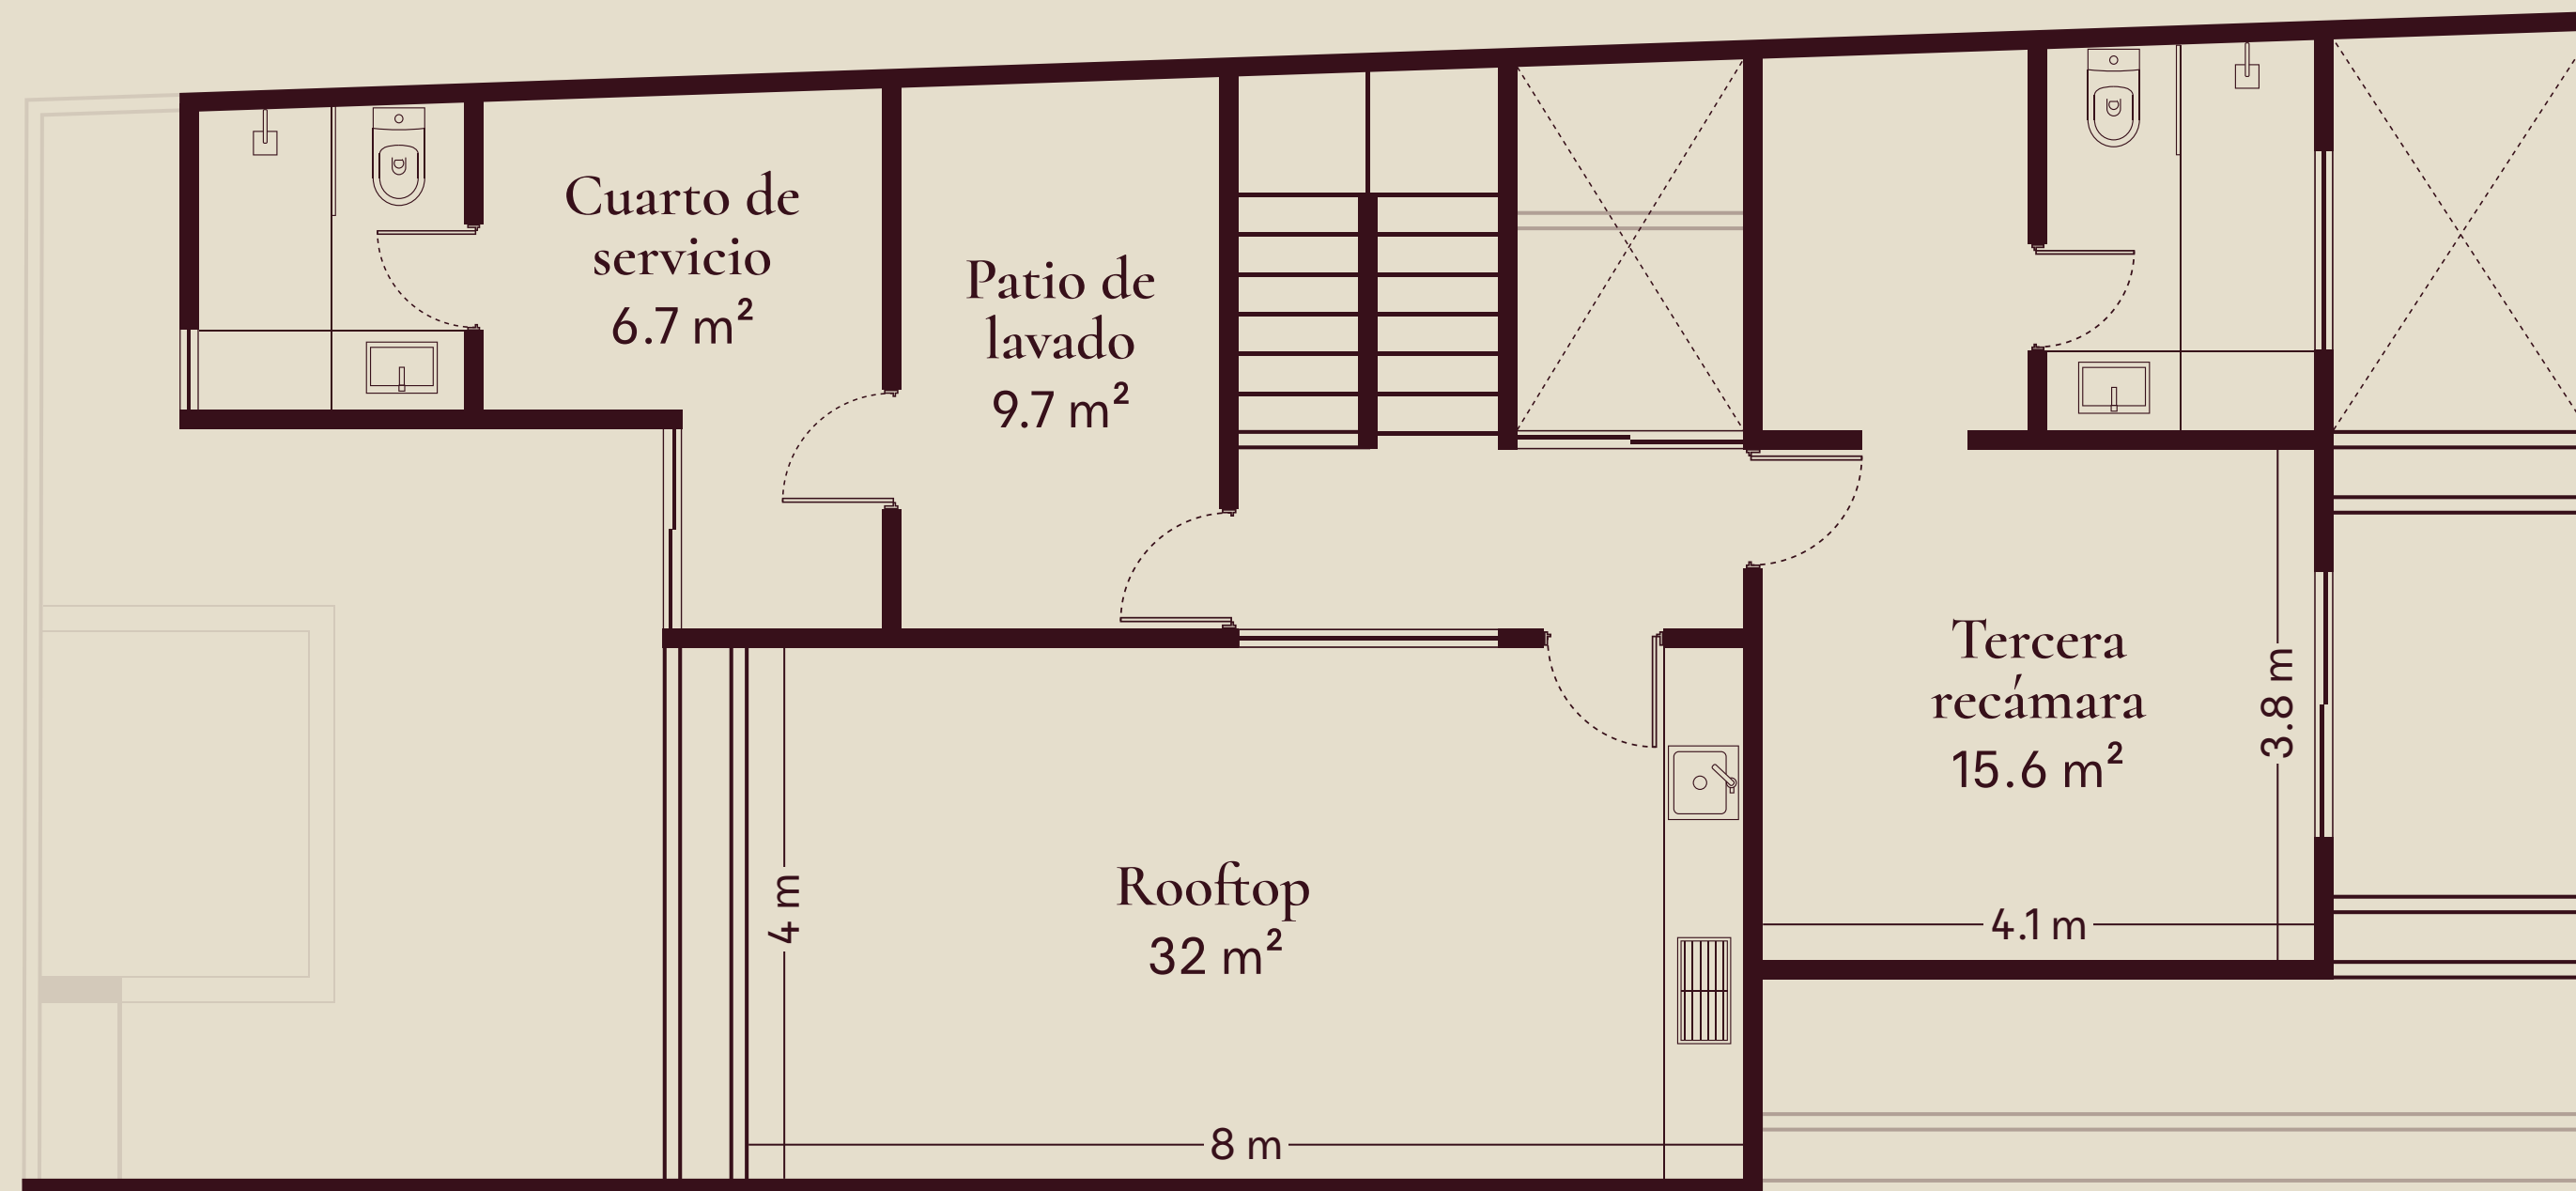 Cuarto de
servicio
6.7 m²
Patio de
lavado
9.7 m²
Tercera
recámara
15.6 m²
3.8 m
4.1 m
Rooftop
32 m²
4 m
8 m